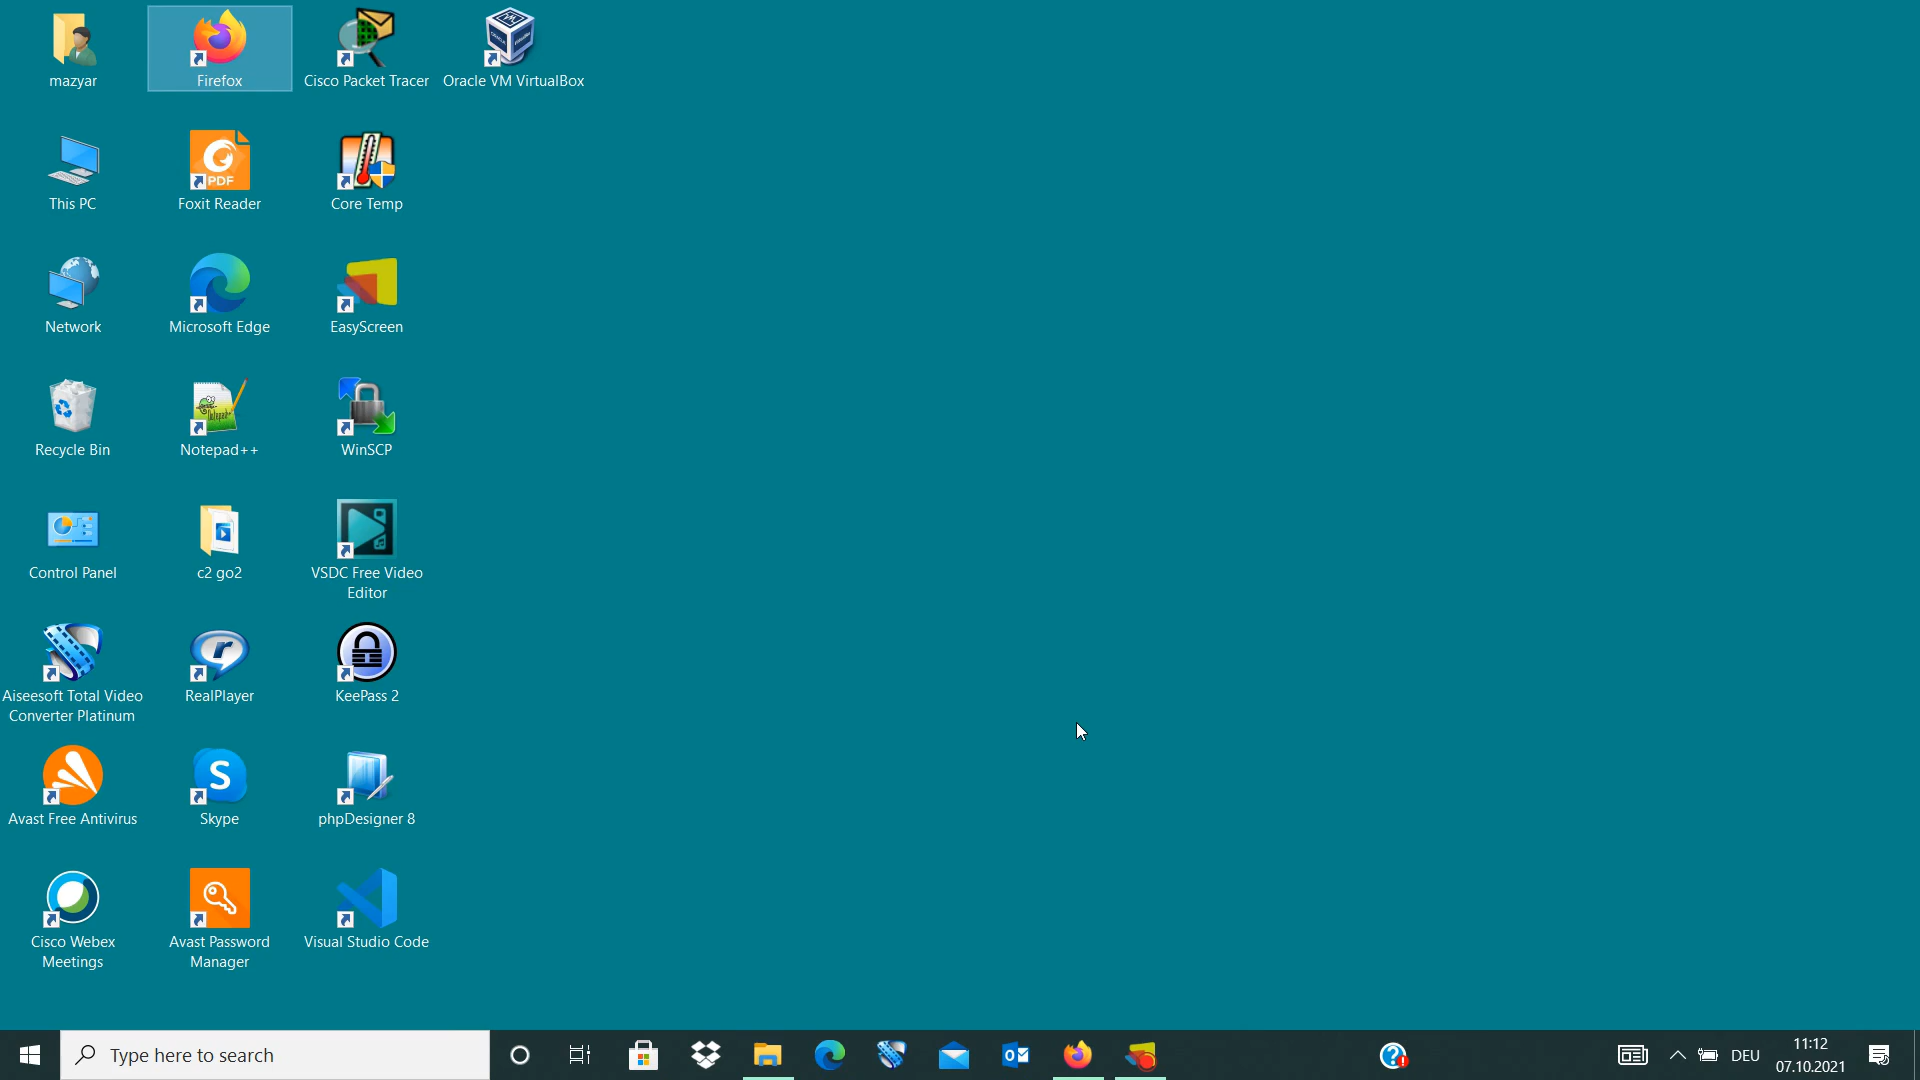 mazyar
Firefox
Cisco Packet Tracer
Oracle VM VirtualBox
This PC
PDF
Foxit Reader
Core Temp
Network
Microsoft Edge
EasyScreen
Recycle Bin
Notepad++
WinSCP
Control Panel
c2 go2
VSDC Free Video
Editor
Aiseesoft Total Video
Converter Platinum
RealPlayer
KeePass 2
Avast Free Antivirus
Skype
phpDesigner 8
Cisco Webex
Meetings
Avast Password
Manager
Visual Studio Code
Type here to search
DEU
11:12
07.10.2021